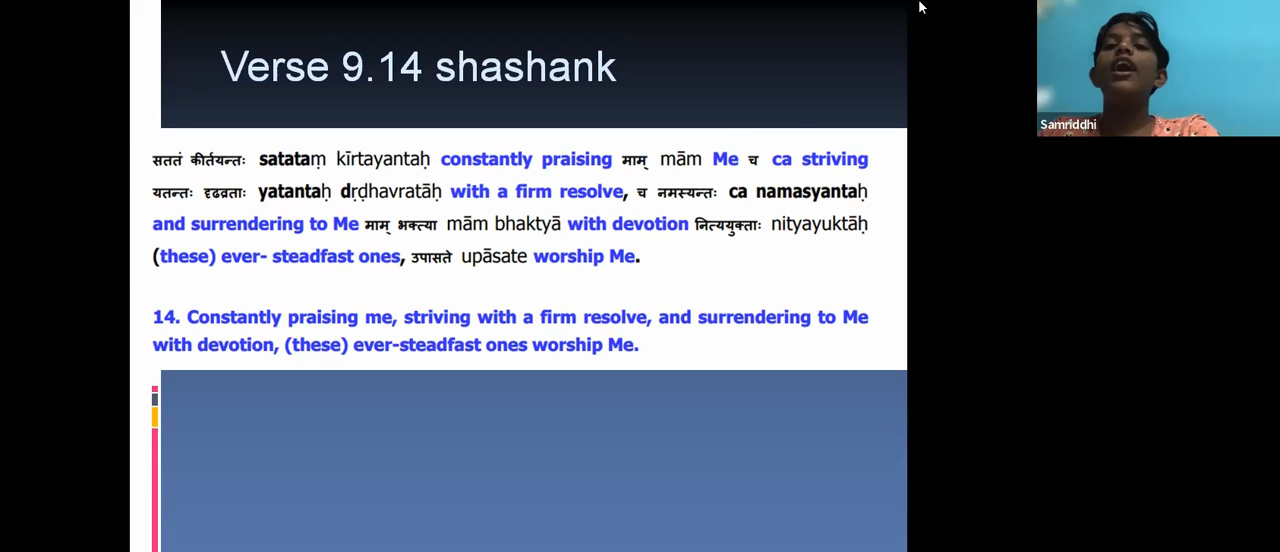 Verse 9.14 shashank
Samriddhi
सततं कीर्तयन्तः satataṃ kīrtayantaḥ constantly praising माम् mām Me च ca striving
यतन्तः दृढव्रताः yatantaḥ dṛḍhavratāḥ with a firm resolve, च नमस्यन्तः ca namasyantaḥ
and surrendering to Me माम् भक्त्या mām bhaktyā with devotion नित्ययुक्ताः nityayuktāḥ
(these) ever- steadfast ones, उपासते upāsate worship Me.
14. Constantly praising me, striving with a firm resolve, and surrendering to Me
with devotion, (these) ever-steadfast ones worship Me.